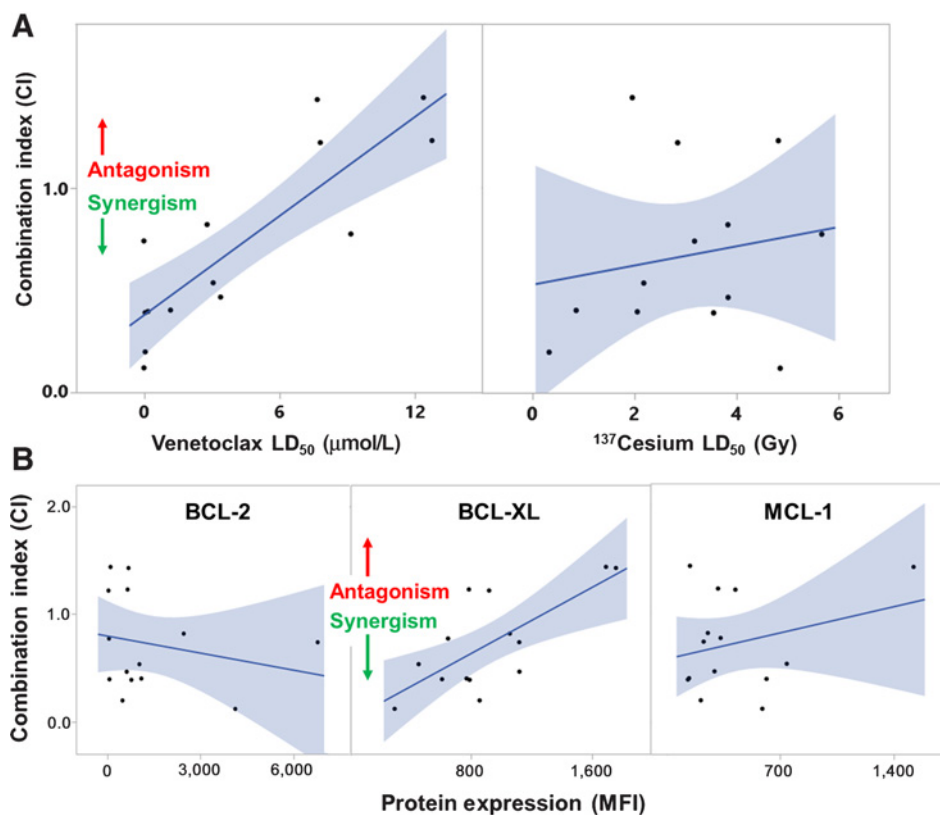 A
Combination index (CI)
Antagonism
1.0
Synergism
0.0
0 6 12
0 2 4 6
Venetoclax LD50 (μmol/L)
137Cesium LD50 (Gy)
B
Combination index (CI)
2.0
BCL-2
BCL-XL
MCL-1
1.0
Antagonism
Synergism
0.0
0 3,000 6,000
800 1,600
700 1,400
Protein expression (MFI)